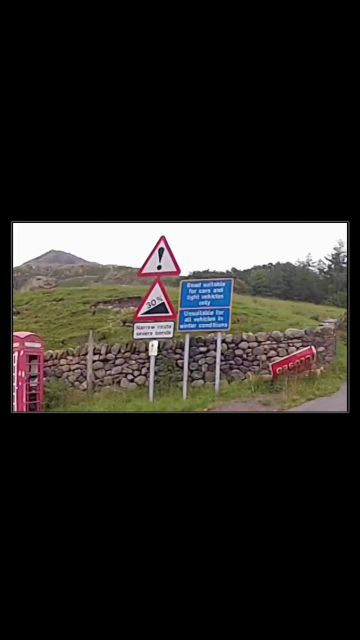 !
30%
Narrow route
severe bends
Road suitable
for cars and
light vehicles
only
Unsuitable for
all vehicles in
winter conditions